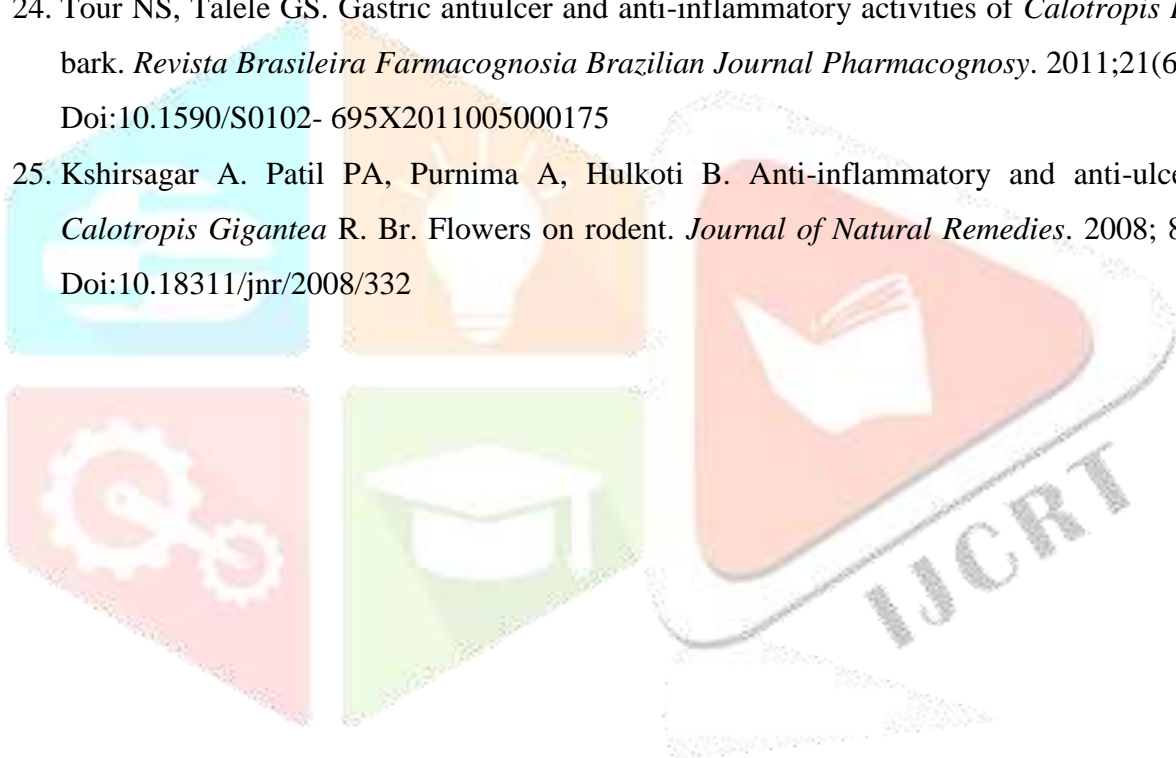 24. Tour NS, Talele GS. Gastric antiulcer and anti-inflammatory activities of Calotropis
bark. Revista Brasileira Farmacognosia Brazilian Journal Pharmacognosy. 2011;21(6
Doi:10.1590/S0102- 695X2011005000175
25. Kshirsagar A. Patil PA, Purnima A, Hulkoti B. Anti-inflammatory and anti-ulce
Calotropis Gigantea R. Br. Flowers on rodent. Journal of Natural Remedies. 2008; 8
Doi:10.18311/jnr/2008/332
IJCRT